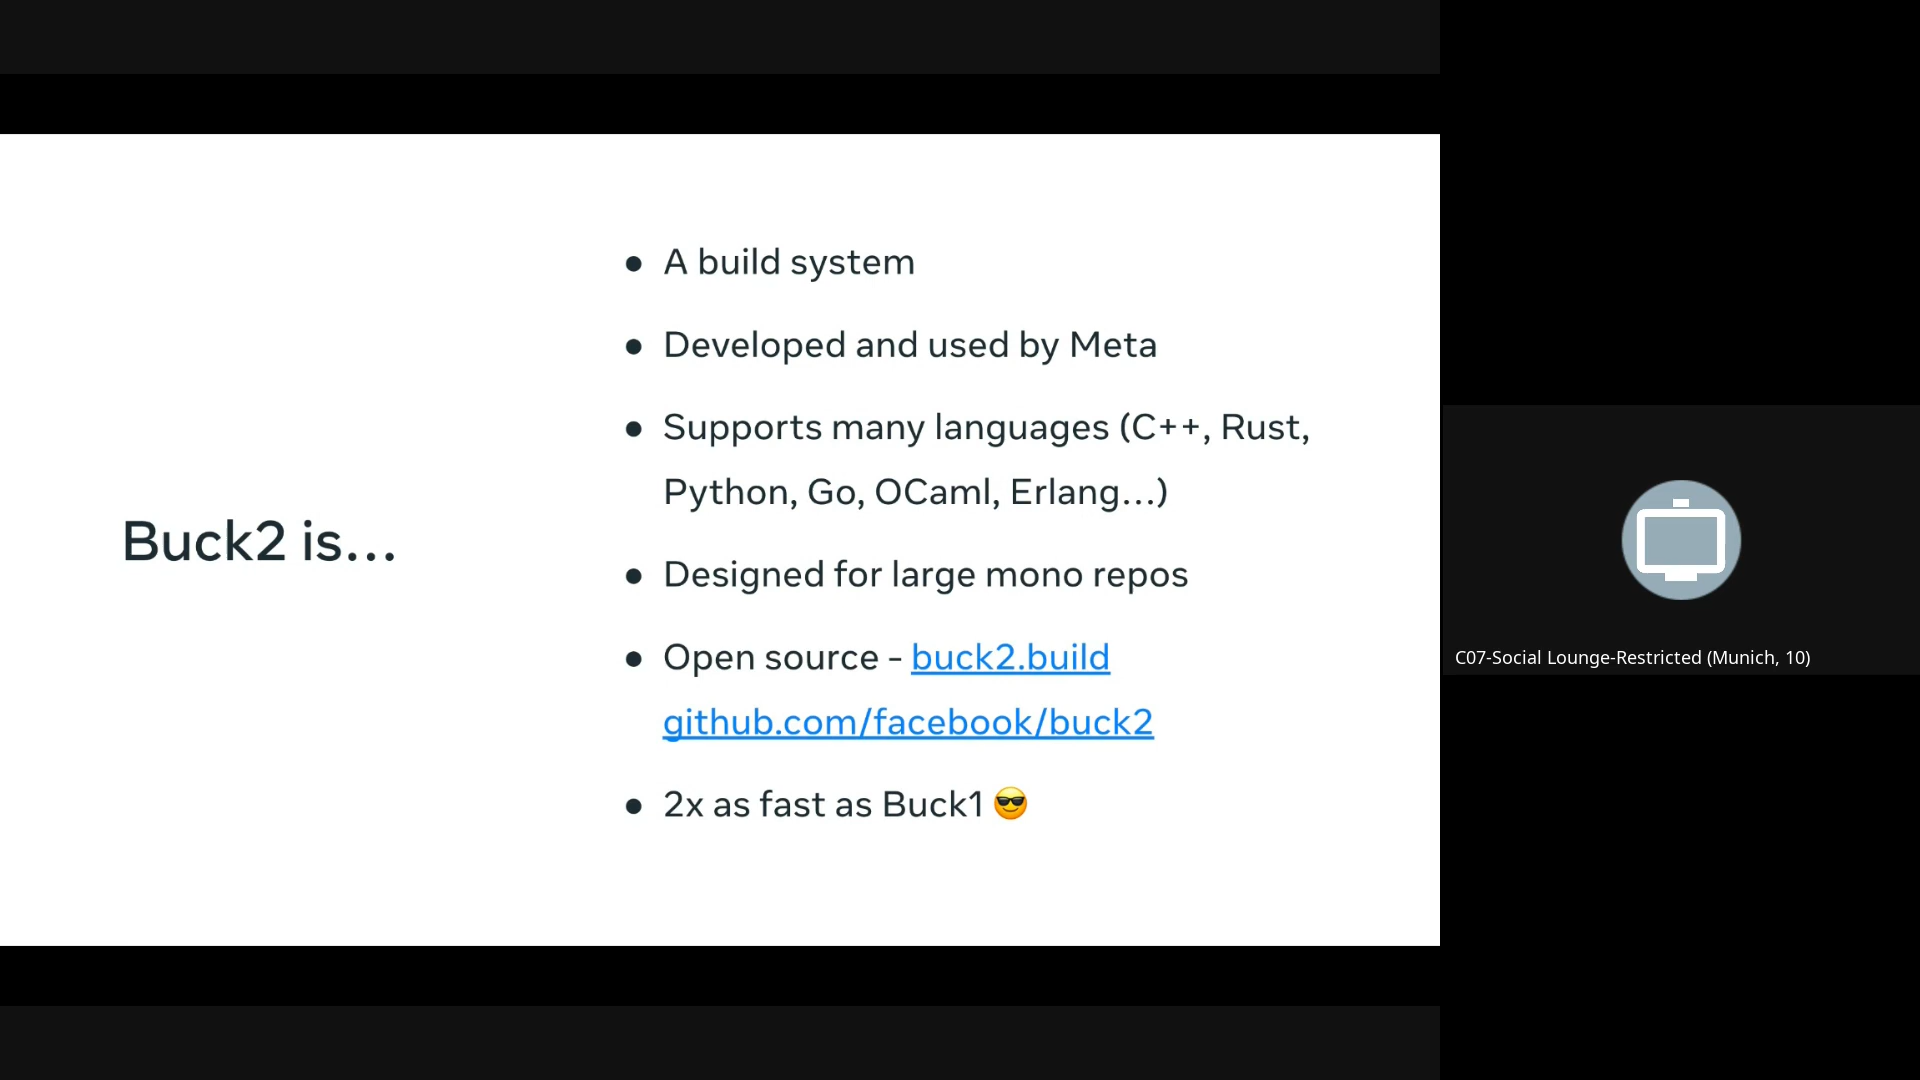 Buck2 is…
● A build system
● Developed and used by Meta
● Supports many languages (C++, Rust,
Python, Go, OCaml, Erlang…)
● Designed for large mono repos
● Open source - buck2.build
github.com/facebook/buck2
● 2x as fast as Buck1 😎
C07-Social Lounge-Restricted (Munich, 10)